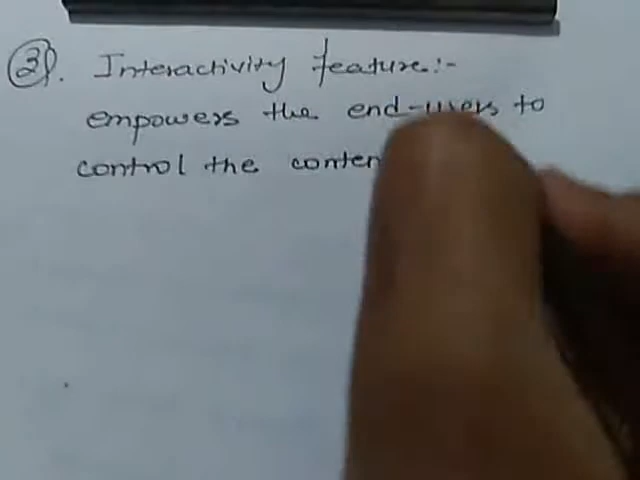 3). Interactivity feature:-
empowers the end-users to
control the conten